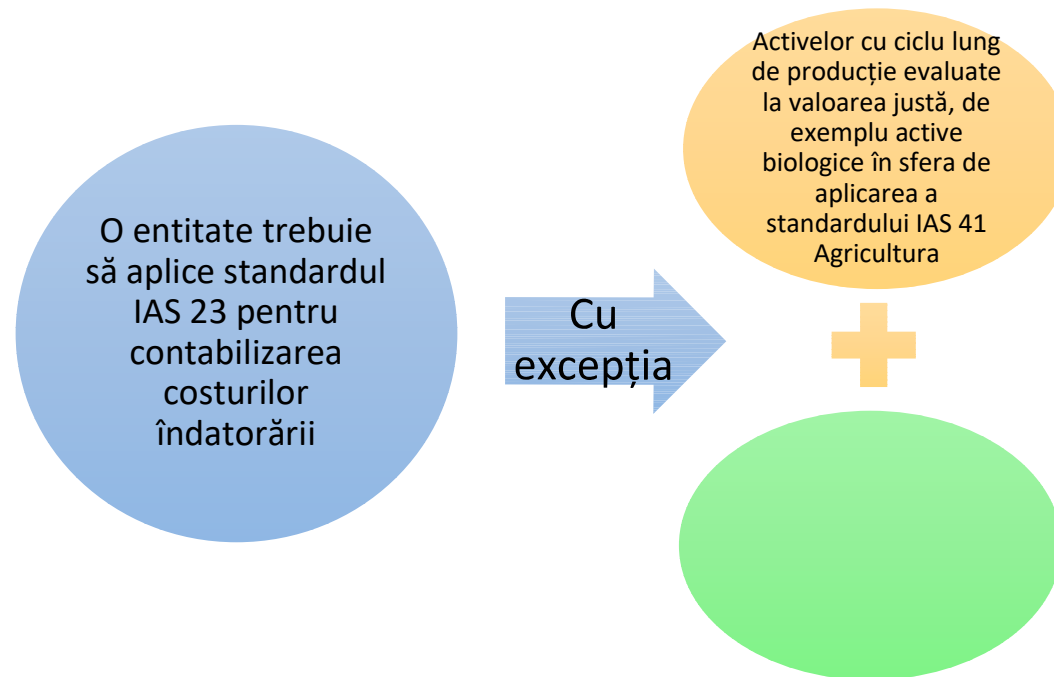 O entitate trebuie
să aplice standardul
IAS 23 pentru
contabilizarea
costurilor
îndatorării
Cu
excepția
Activelor cu ciclu lung
de producție evaluate
la valoarea justă, de
exemplu active
biologice în sfera de
aplicarea a
standardului IAS 41
Agricultura